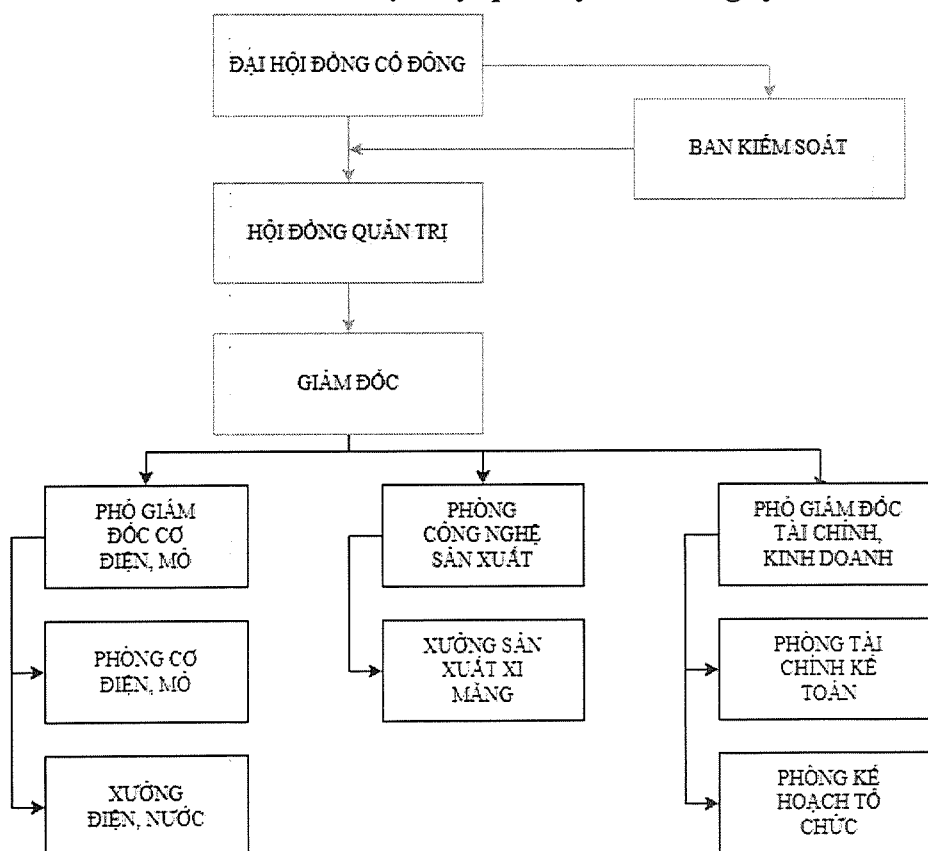 ĐẠI HỘI ĐỒNG CỔ ĐÔNG
BAN KIỂM SOÁT
HỘI ĐỒNG QUẢN TRỊ
GIÁM ĐỐC
PHÓ GIÁM
ĐỐC CƠ
ĐIỆN, MỎ
PHÒNG
CÔNG NGHỆ
SẢN XUẤT
PHÓ GIÁM ĐỐC
TÀI CHÍNH,
KINH DOANH
PHÒNG CƠ
ĐIỆN, MỎ
XƯỞNG SẢN
XUẤT XI
MĂNG
PHÒNG TÀI
CHÍNH KẾ
TOÁN
XƯỞNG
ĐIỆN, NƯỚC
PHÒNG KẾ
HOẠCH TỔ
CHỨC